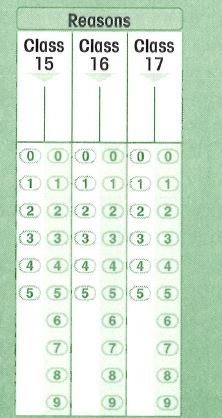 Reasons
Class Class Class
15 16 17
0 0 0 0 0 0
1 1 1 1 1 1
2 2 2 2 2 2
3 3 3 3 3 3
4 4 4 4 4 4
5 5 5 5 5 5
6 6 6
7 7 7
8 8 8
9 9 9